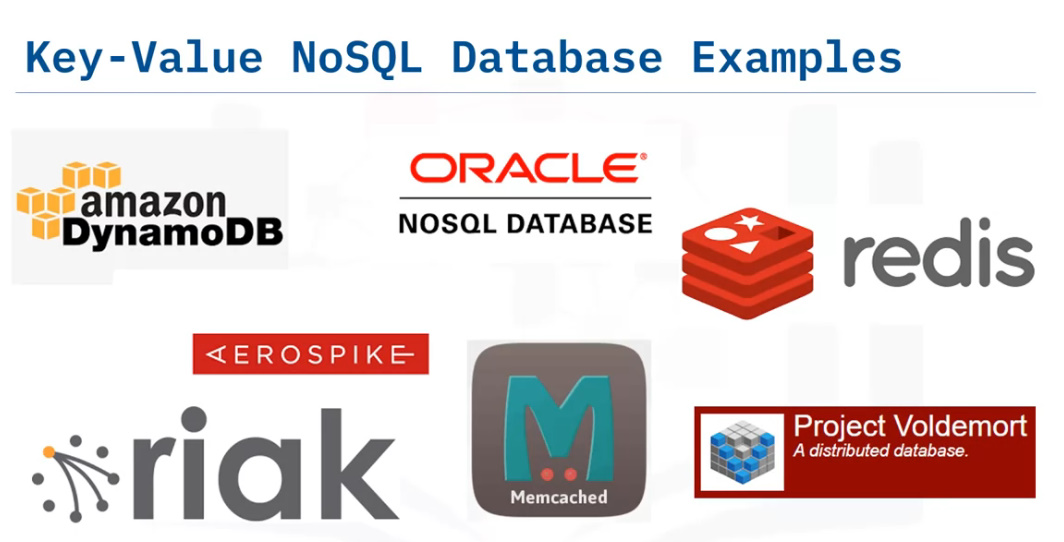 Key-Value NoSQL Database Examples
amazon
DynamoDB
ORACLE®
NOSQL DATABASE
redis
AEROSPIKE
riak
Memcached
Project Voldemort
A distributed database.